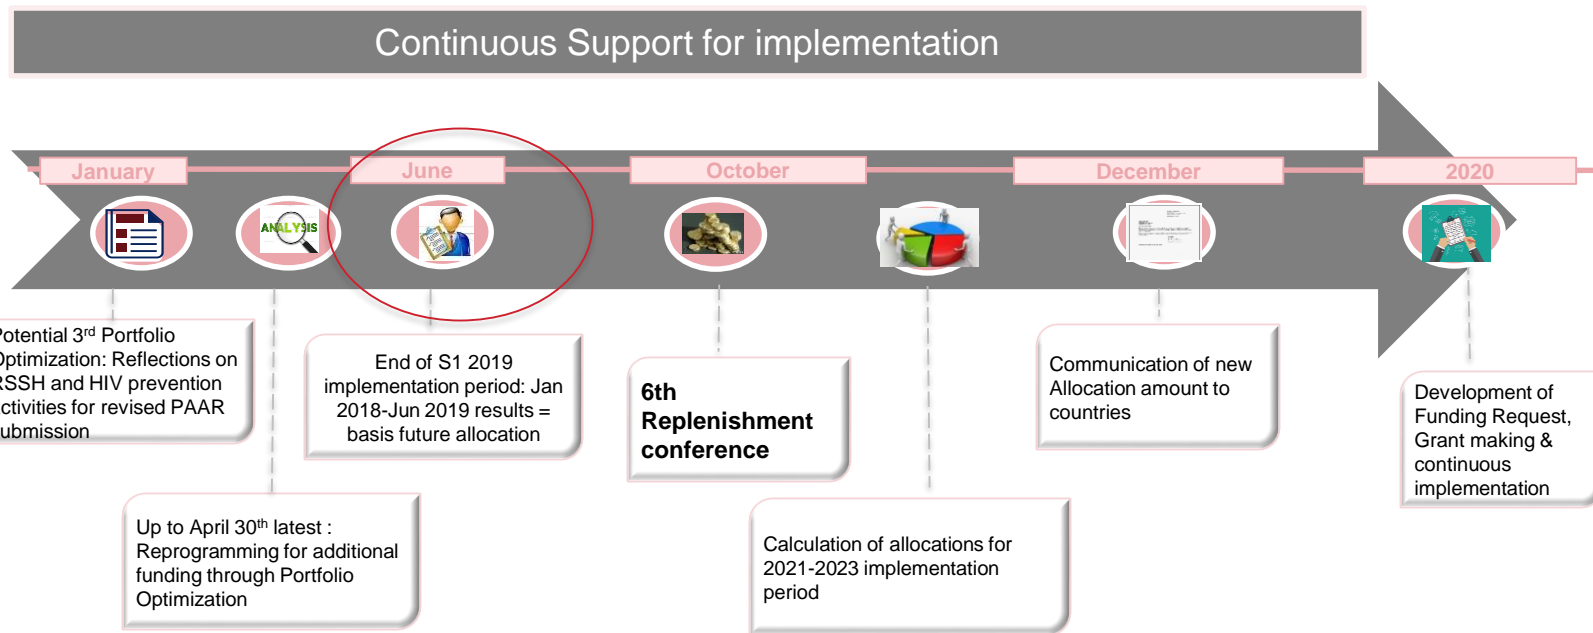 Continuous Support for implementation
January
June
October
December
2020
ANALYSIS
Potential 3rd Portfolio
Optimization: Reflections on
RSSH and HIV prevention
activities for revised PAAR
submission
Up to April 30th latest :
Reprogramming for additional
funding through Portfolio
Optimization
End of S1 2019
implementation period: Jan
2018-Jun 2019 results =
basis future allocation
6th
Replenishment
conference
Calculation of allocations for
2021-2023 implementation
period
Communication of new
Allocation amount to
countries
Development of
Funding Request,
Grant making &
continuous
implementation